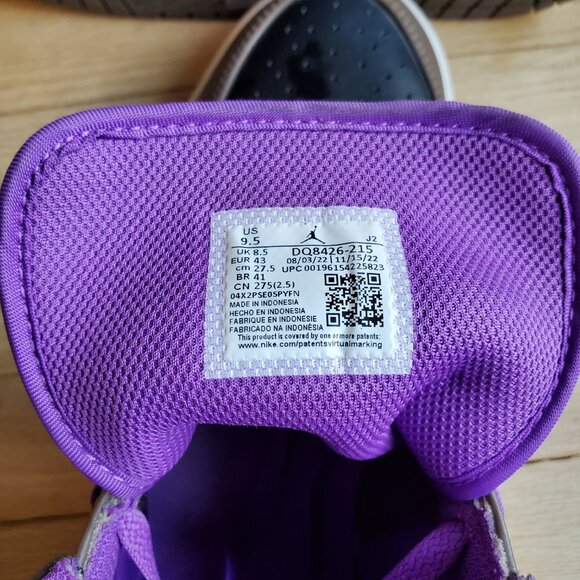 US
9.5 J2
UK 8.5 DQ8426-215
EUR 43 08/03/22 | 11/15/22
cm 27.5 UPC 00196154225823
BR 41
CN 275(2.5)
04X2PSE0SPYFN
MADE IN INDONESIA
HECHO EN INDONESIA
FABRIQUE EN INDONESIE
FABRICADO NA INDONÉSIA
This product is covered by one or more patents:
www.nike.com/patentsvirtualmarking